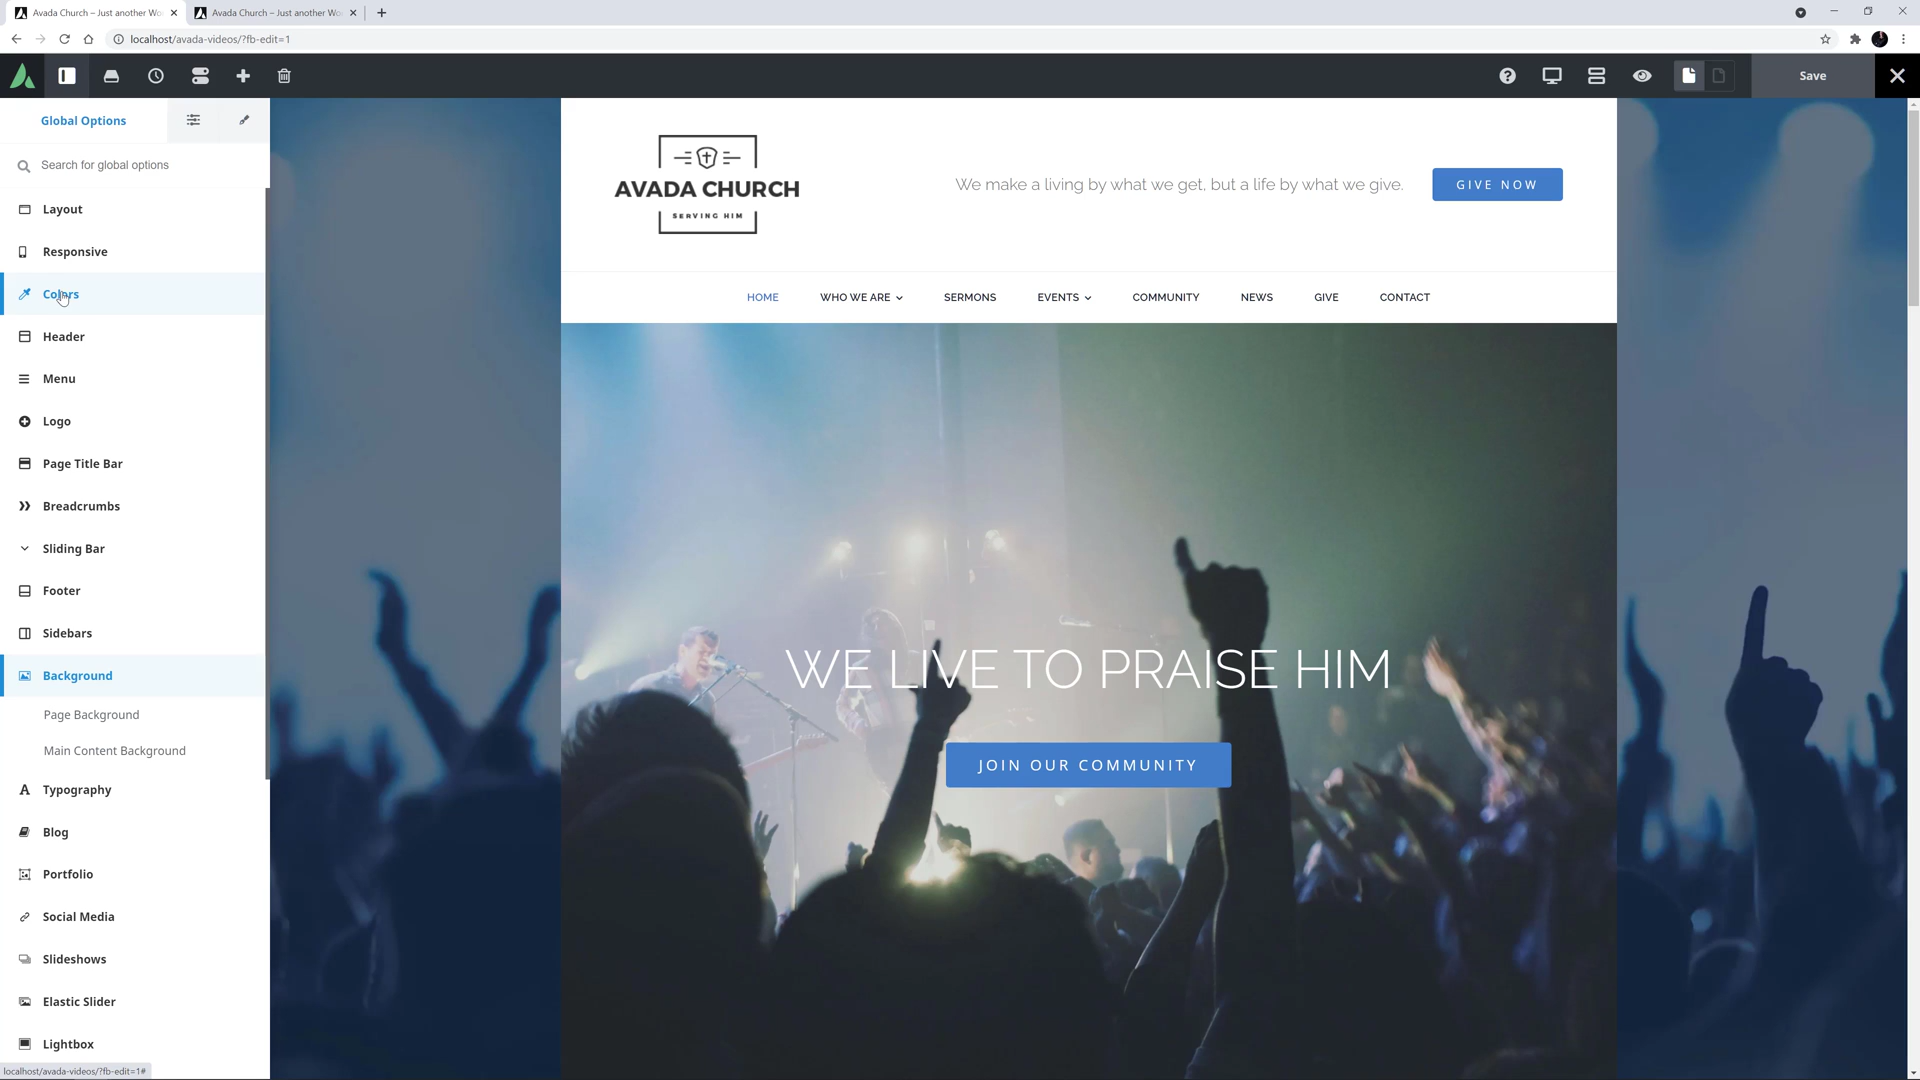 Avada Church – Just another Wo
Avada Church – Just another Wo
localhost/avada-videos/?fb-edit=1
Save
Global Options
Search for global options
Layout
Responsive
Colors
Header
Menu
Logo
Page Title Bar
Breadcrumbs
Sliding Bar
Footer
Sidebars
Background
Page Background
Main Content Background
Typography
Blog
Portfolio
Social Media
Slideshows
Elastic Slider
Lightbox
localhost/avada-videos/?fb-edit=1#
AVADA CHURCH
SERVING HIM
We make a living by what we get, but a life by what we give.
GIVE NOW
HOME WHO WE ARE SERMONS EVENTS COMMUNITY NEWS GIVE CONTACT
WE LIVE TO PRAISE HIM
JOIN OUR COMMUNITY